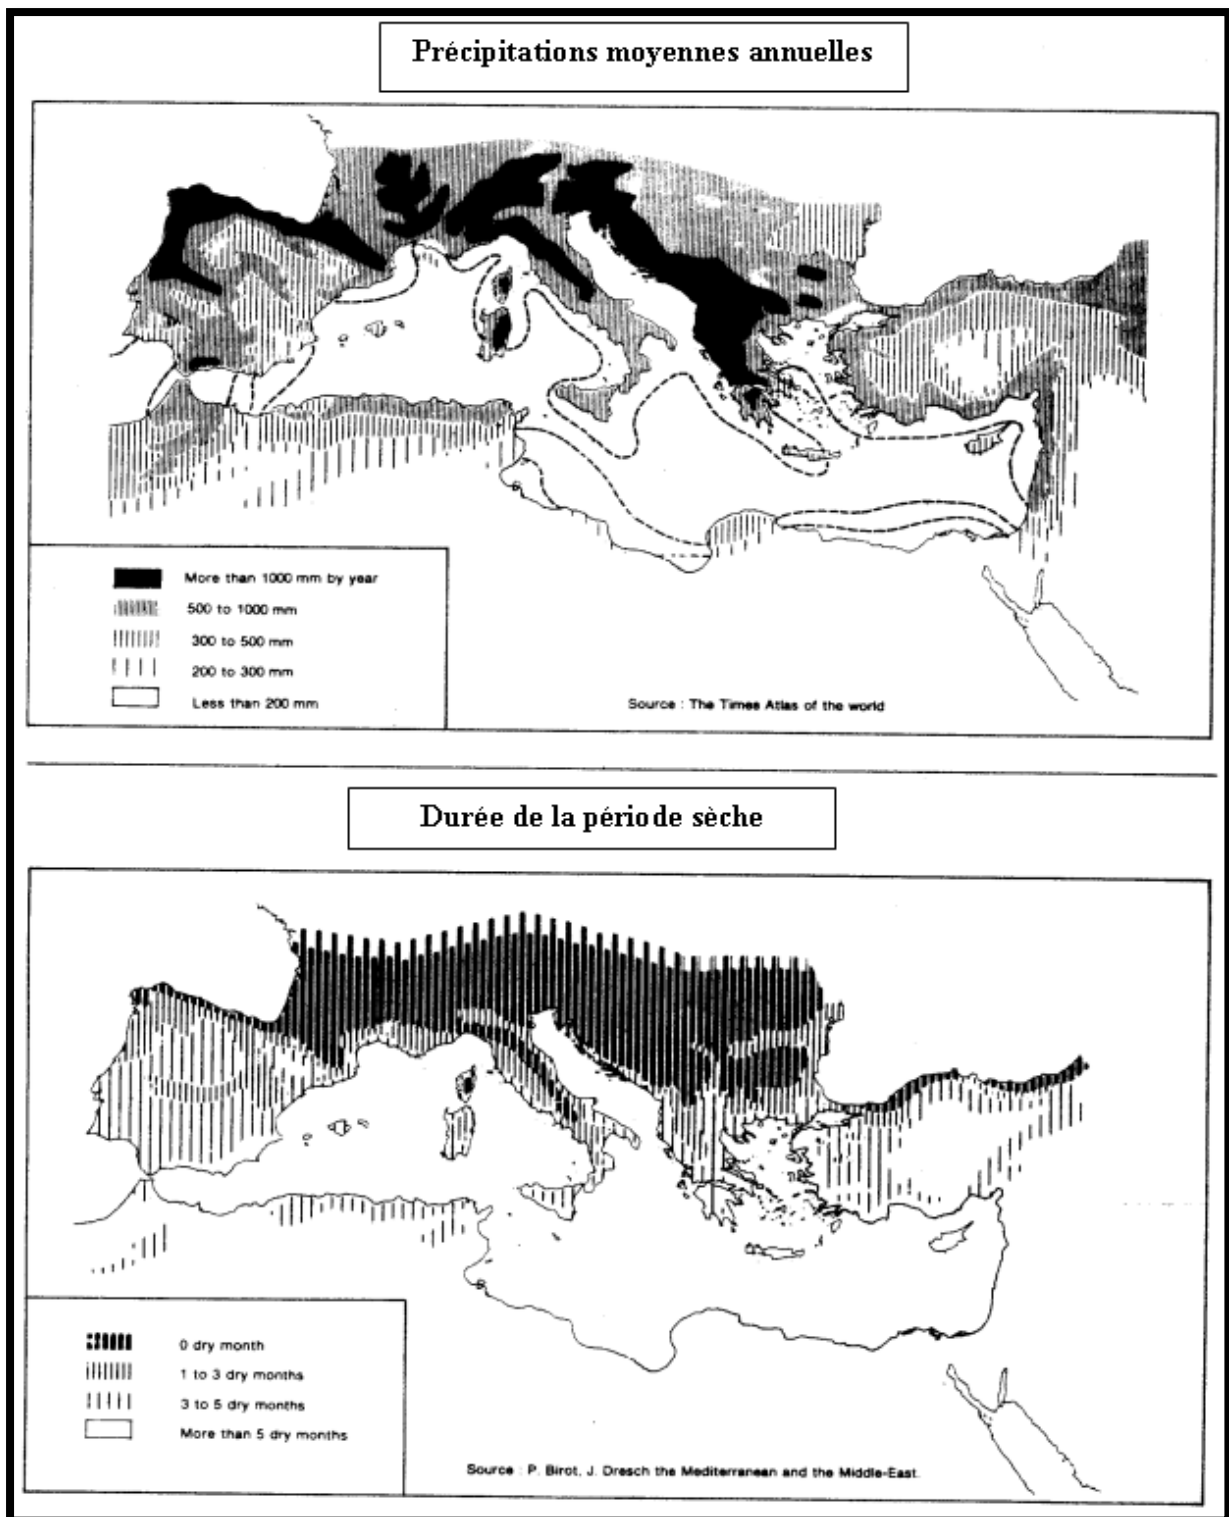 Précipitations moyennes annuelles
More than 1000 mm by year
500 to 1000 mm
300 to 500 mm
200 to 300 mm
Less than 200 mm
Source : The Times Atlas of the world
Durée de la période sèche
0 dry month
1 to 3 dry months
3 to 5 dry months
More than 5 dry months
Source : P. Birot, J. Dresch the Mediterranean and the Middle-East.